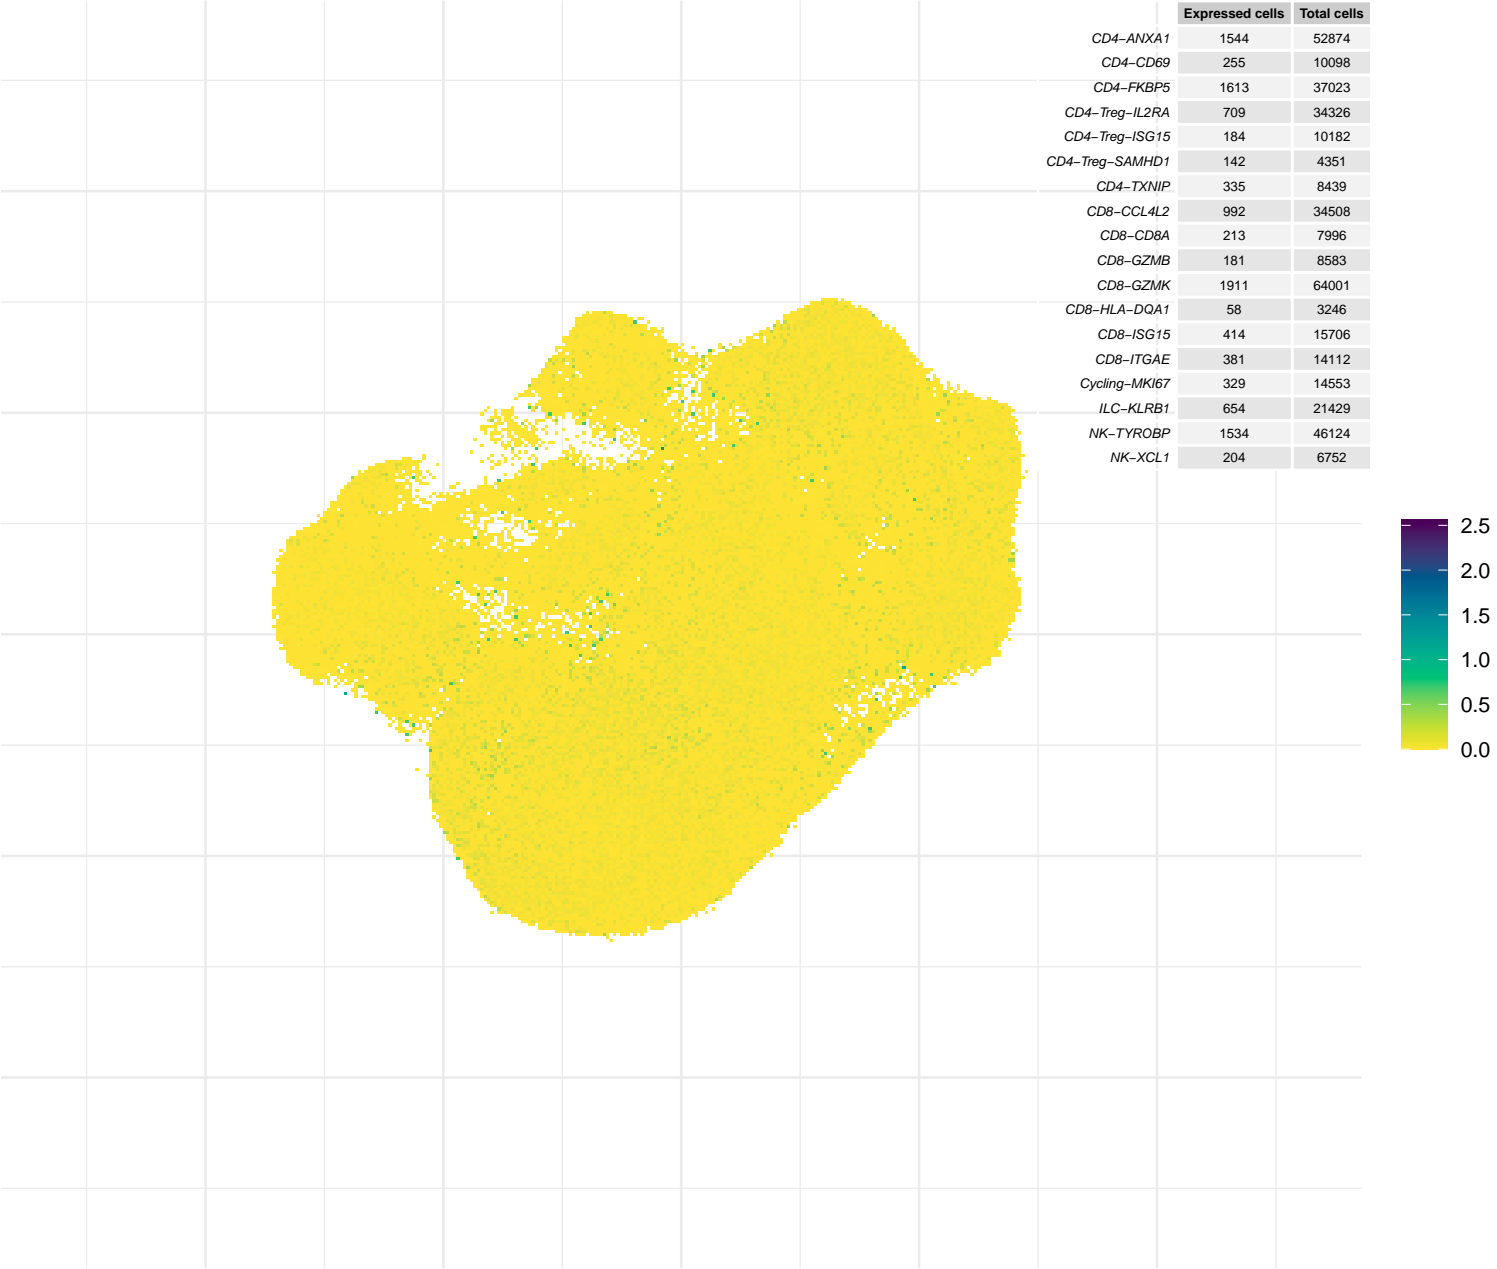 Expressed cells Total cells
CD4−ANXA1 1544 52874
CD4−CD69 255 10098
CD4−FKBP5 1613 37023
CD4−Treg−IL2RA 709 34326
CD4−Treg−ISG15 184 10182
CD4−Treg−SAMHD1 142 4351
CD4−TXNIP 335 8439
CD8−CCL4L2 992 34508
CD8−CD8A 213 7996
CD8−GZMB 181 8583
CD8−GZMK 1911 64001
CD8−HLA−DQA1 58 3246
CD8−ISG15 414 15706
CD8−ITGAE 381 14112
Cycling−MKI67 329 14553
ILC−KLRB1 654 21429
NK−TYROBP 1534 46124
NK−XCL1 204 6752
2.5
2.0
1.5
1.0
0.5
0.0